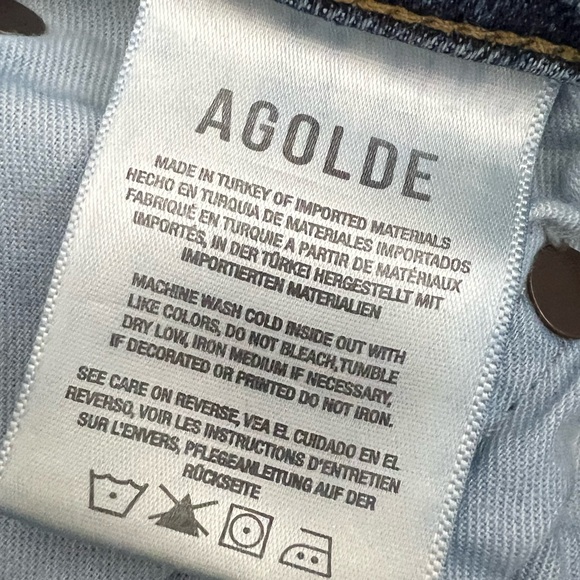 AGOLDE
MADE IN TURKEY OF IMPORTED MATERIALS
HECHO EN TURQUIA DE MATERIALES IMPORTADOS
FABRIQUÉ EN TURQUIE A PARTIR DE MATÉRIAUX
IMPORTÉS, IN DER TÜRKEI HERGESTELLT MIT
IMPORTIERTEN MATERIALIEN
MACHINE WASH COLD INSIDE OUT WITH
LIKE COLORS, DO NOT BLEACH, TUMBLE
DRY LOW, IRON MEDIUM IF NECESSARY,
IF DECORATED OR PRINTED DO NOT IRON.
SEE CARE ON REVERSE, VEA EL CUIDADO EN EL
REVERSO, VOIR LES INSTRUCTIONS D'ENTRETIEN
SUR L'ENVERS, PFLEGEANLEITUNG AUF DER
RÜCKSEITE